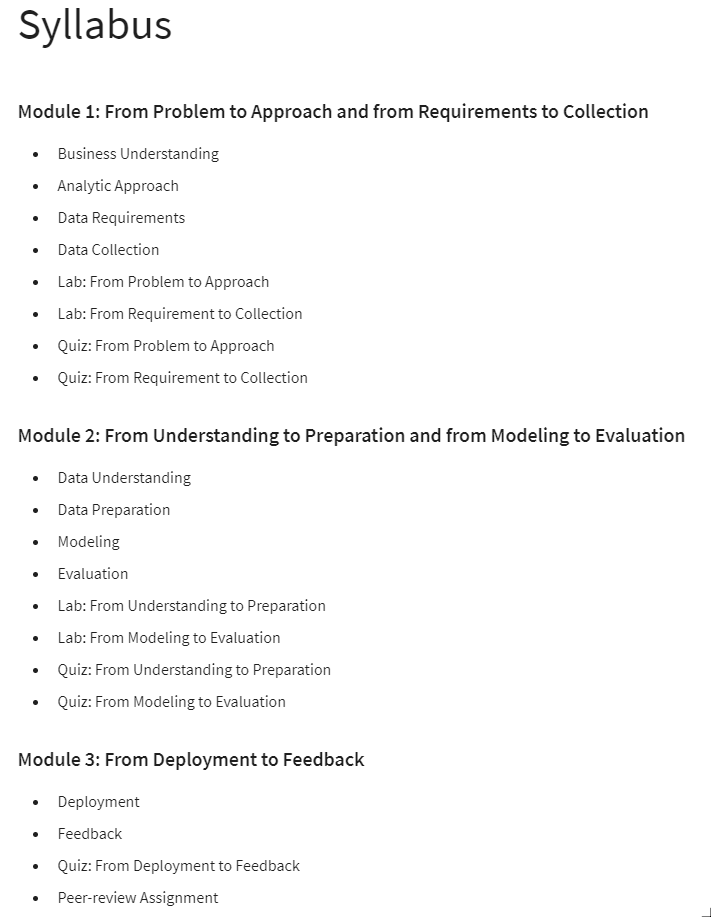 Syllabus
Module 1: From Problem to Approach and from Requirements to Collection
• Business Understanding
• Analytic Approach
• Data Requirements
• Data Collection
• Lab: From Problem to Approach
• Lab: From Requirement to Collection
• Quiz: From Problem to Approach
• Quiz: From Requirement to Collection
Module 2: From Understanding to Preparation and from Modeling to Evaluation
• Data Understanding
• Data Preparation
• Modeling
• Evaluation
• Lab: From Understanding to Preparation
• Lab: From Modeling to Evaluation
• Quiz: From Understanding to Preparation
• Quiz: From Modeling to Evaluation
Module 3: From Deployment to Feedback
• Deployment
• Feedback
• Quiz: From Deployment to Feedback
• Peer-review Assignment